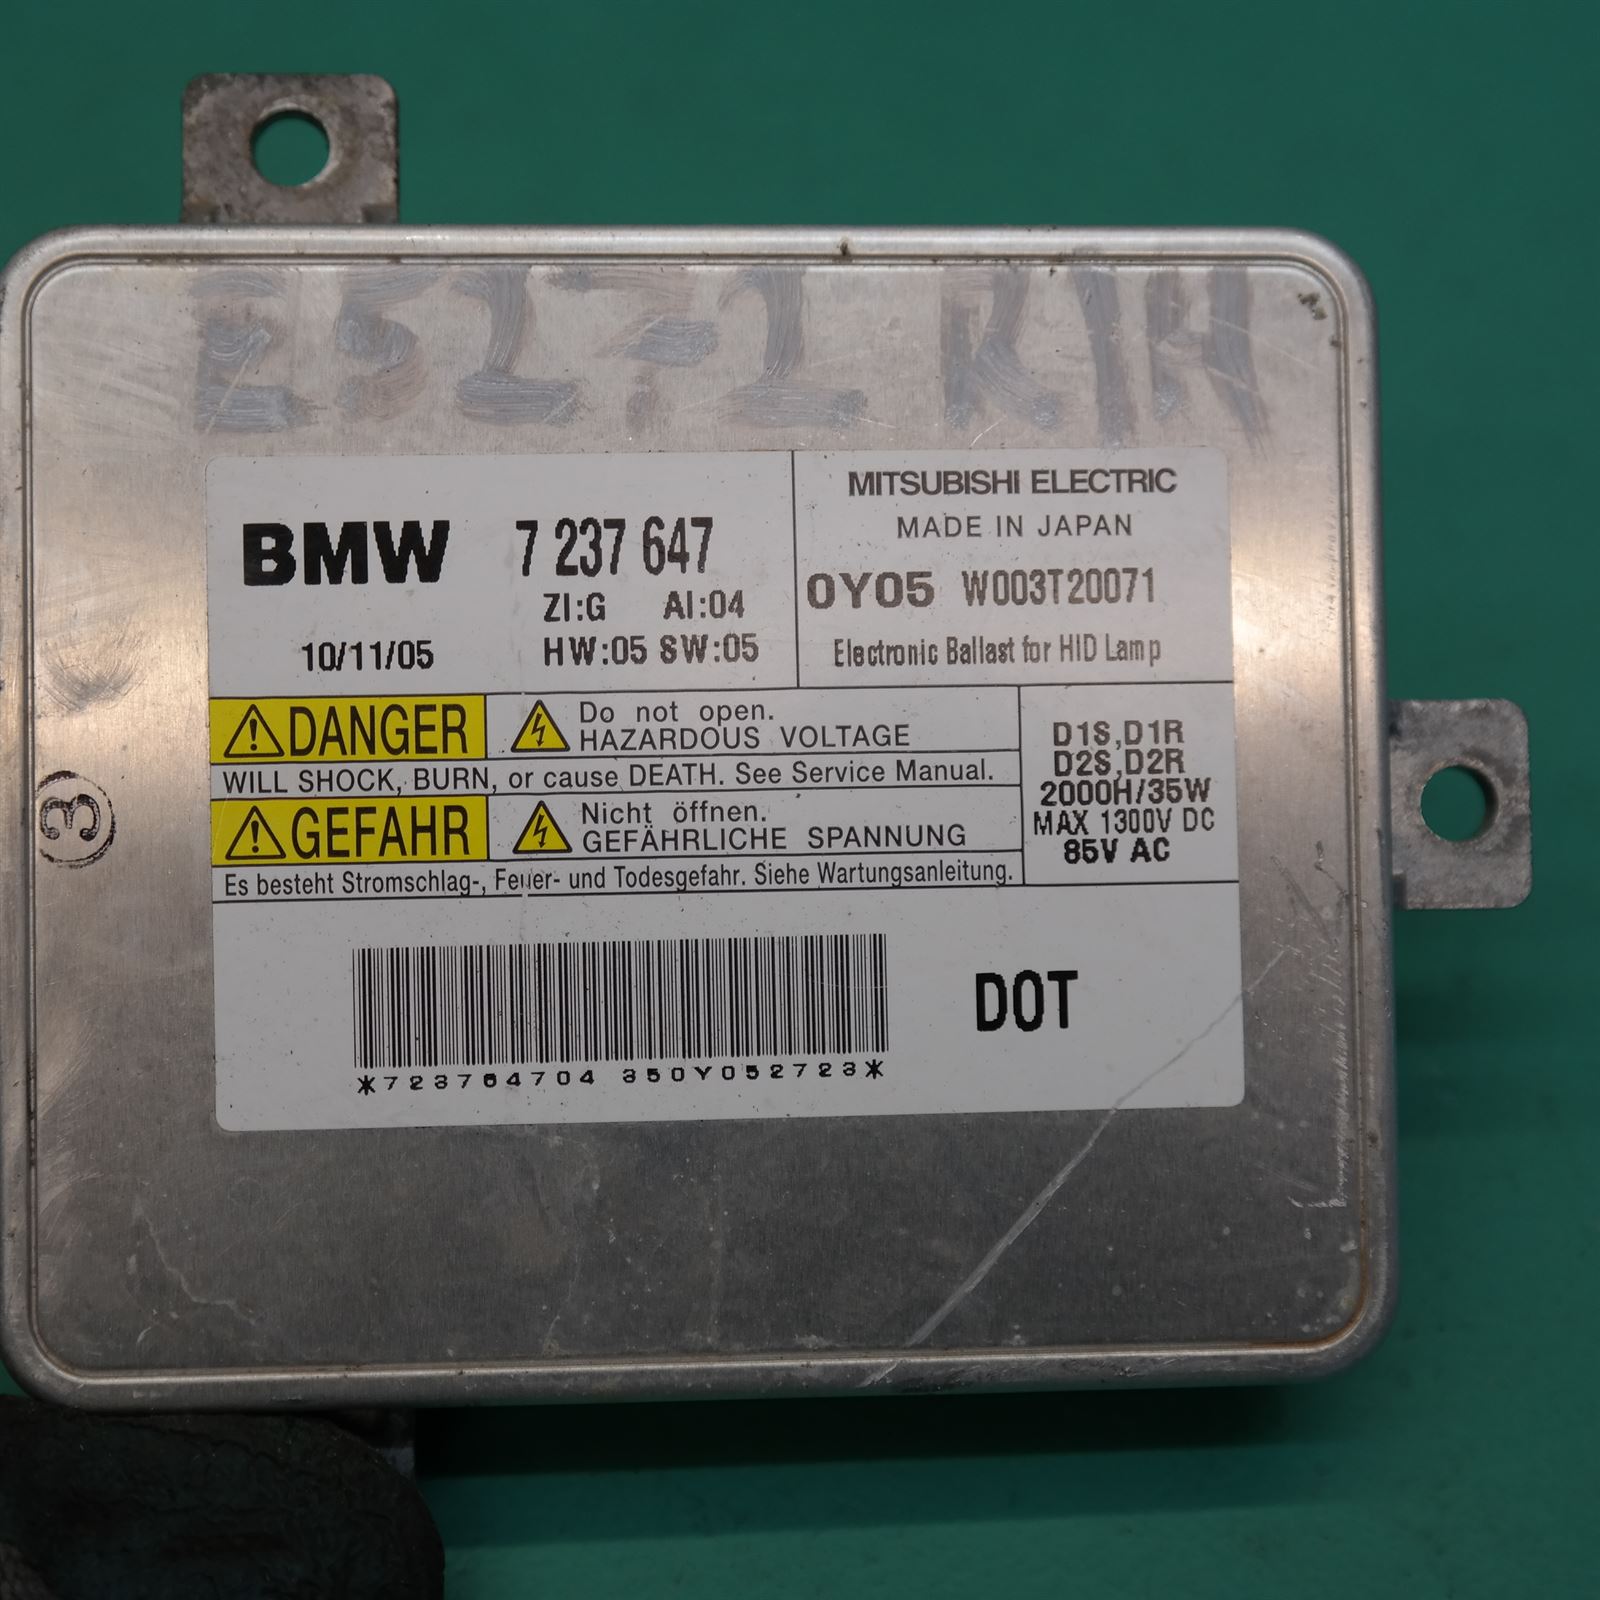 E527-2 R/H
BMW 7 237 647
ZI:G AI:04
10/11/05 HW:05 SW:05
MITSUBISHI ELECTRIC
MADE IN JAPAN
0Y05 W003T20071
Electronic Ballast for HID Lamp
DANGER
Do not open.
HAZARDOUS VOLTAGE
WILL SHOCK, BURN, or cause DEATH. See Service Manual.
GEFAHR
Nicht öffnen.
GEFÄHRLICHE SPANNUNG
Es besteht Stromschlag-, Feuer- und Todesgefahr. Siehe Wartungsanleitung.
D1S,D1R
D2S,D2R
2000H/35W
MAX 1300V DC
85V AC
3
DOT
*723764704 350Y052723*